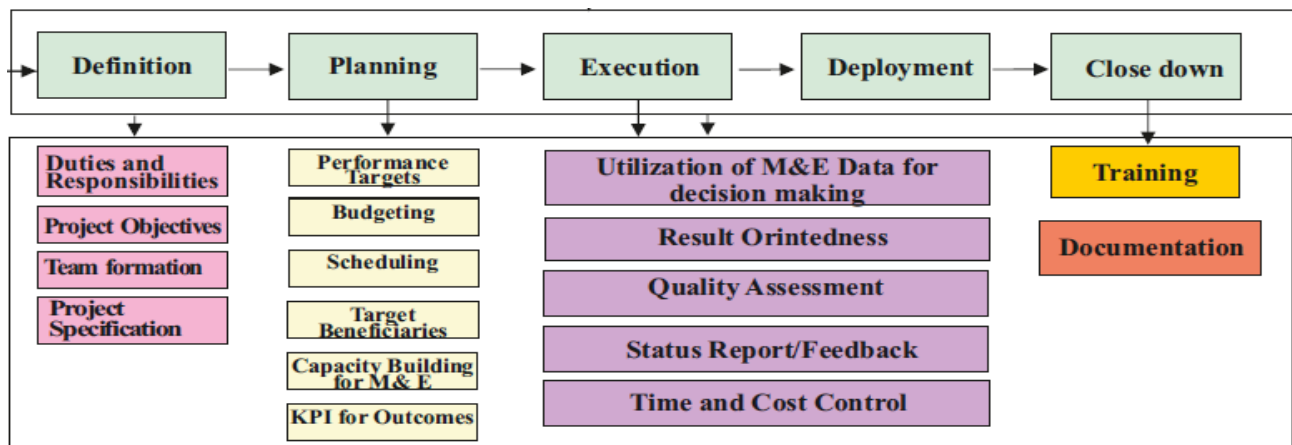 Definition
Planning
Execution
Deployment
Close down
Duties and
Responsibilities
Project Objectives
Team formation
Project
Specification
Performance
Targets
Budgeting
Scheduling
Target
Beneficiaries
Capacity Building
for M& E
KPI for Outcomes
Utilization of M&E Data for
decision making
Result Orintedness
Quality Assessment
Status Report/Feedback
Time and Cost Control
Training
Documentation